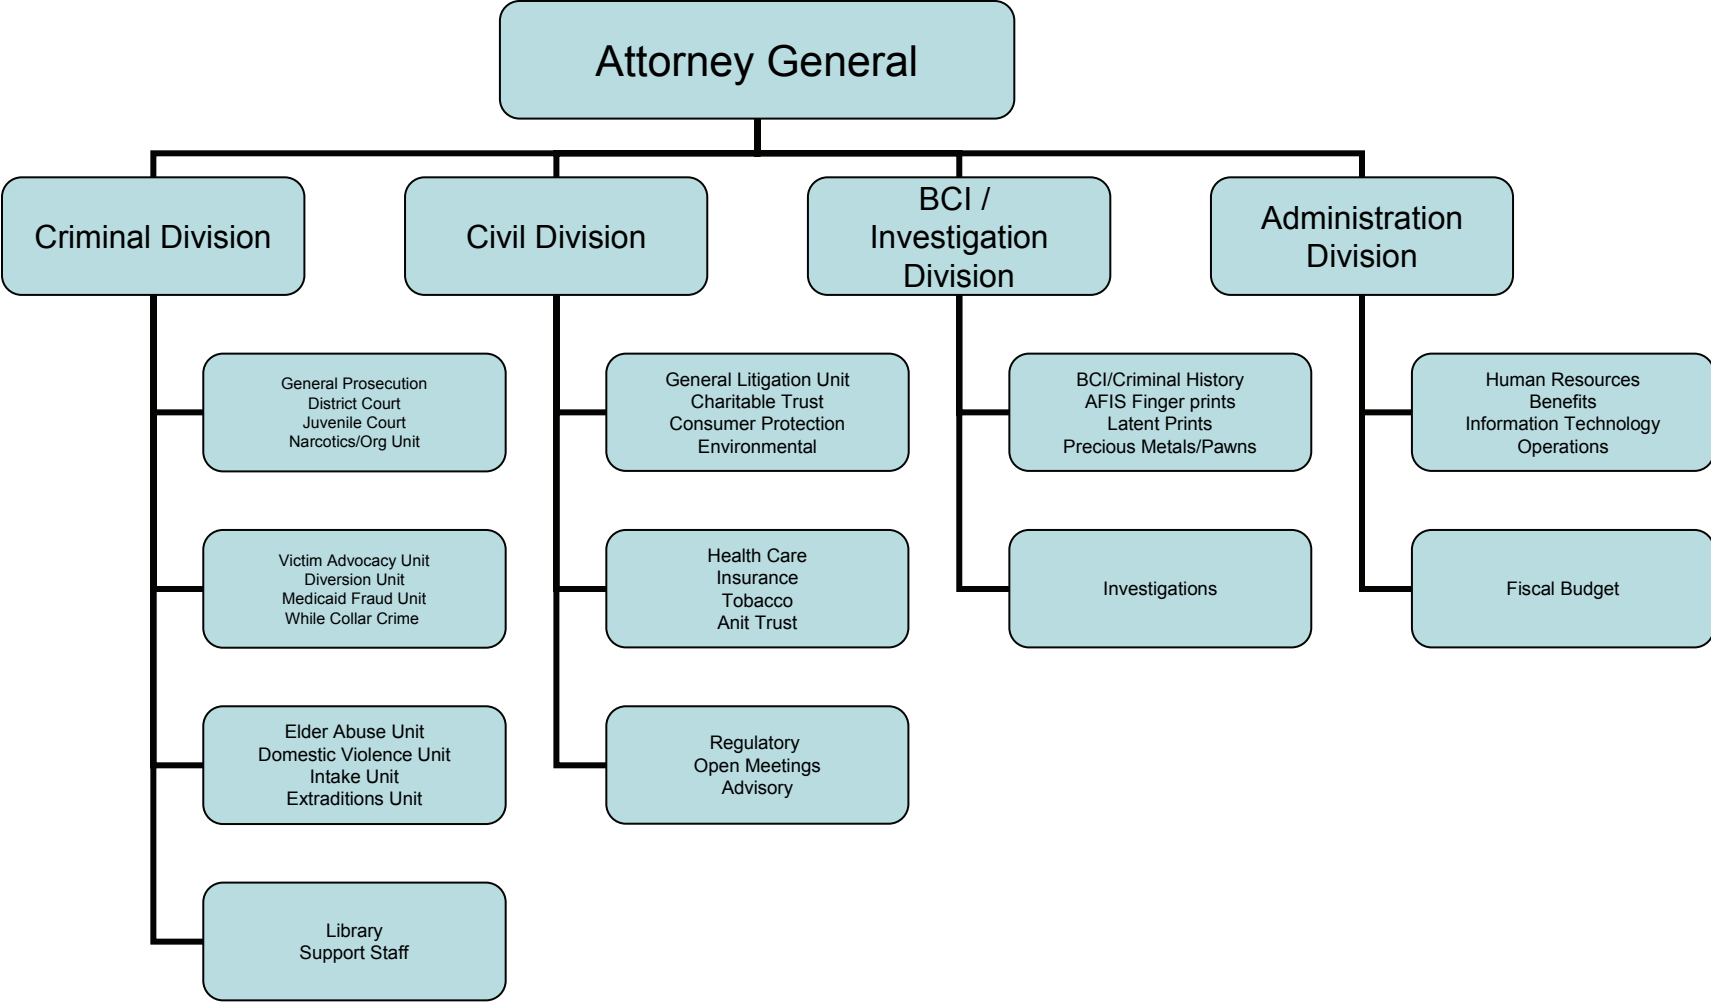 Attorney General
Criminal Division
Civil Division
BCI /
Investigation
Division
Administration
Division
General Prosecution
District Court
Juvenile Court
Narcotics/Org Unit
General Litigation Unit
Charitable Trust
Consumer Protection
Environmental
BCI/Criminal History
AFIS Finger prints
Latent Prints
Precious Metals/Pawns
Human Resources
Benefits
Information Technology
Operations
Victim Advocacy Unit
Diversion Unit
Medicaid Fraud Unit
While Collar Crime
Health Care
Insurance
Tobacco
Anit Trust
Investigations
Fiscal Budget
Elder Abuse Unit
Domestic Violence Unit
Intake Unit
Extraditions Unit
Regulatory
Open Meetings
Advisory
Library
Support Staff